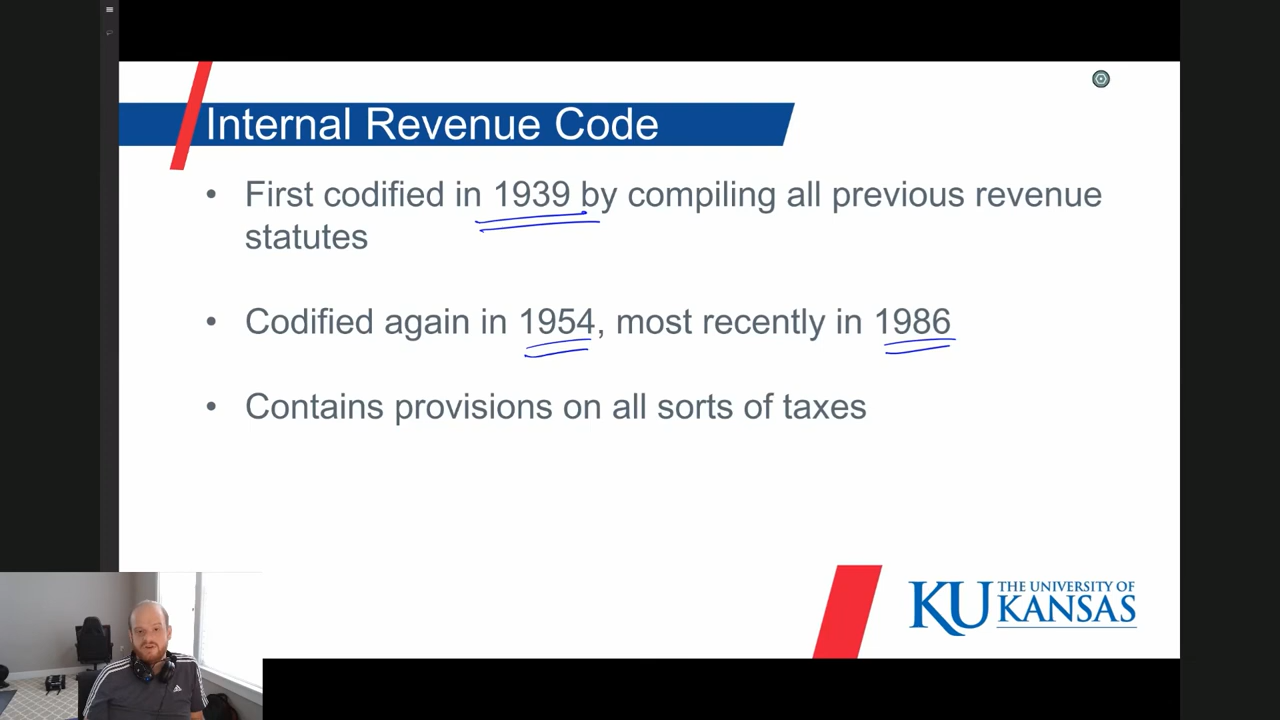 Internal Revenue Code
• First codified in 1939 by compiling all previous revenue
statutes
• Codified again in 1954, most recently in 1986
• Contains provisions on all sorts of taxes
KU THE UNIVERSITY OF
KANSAS